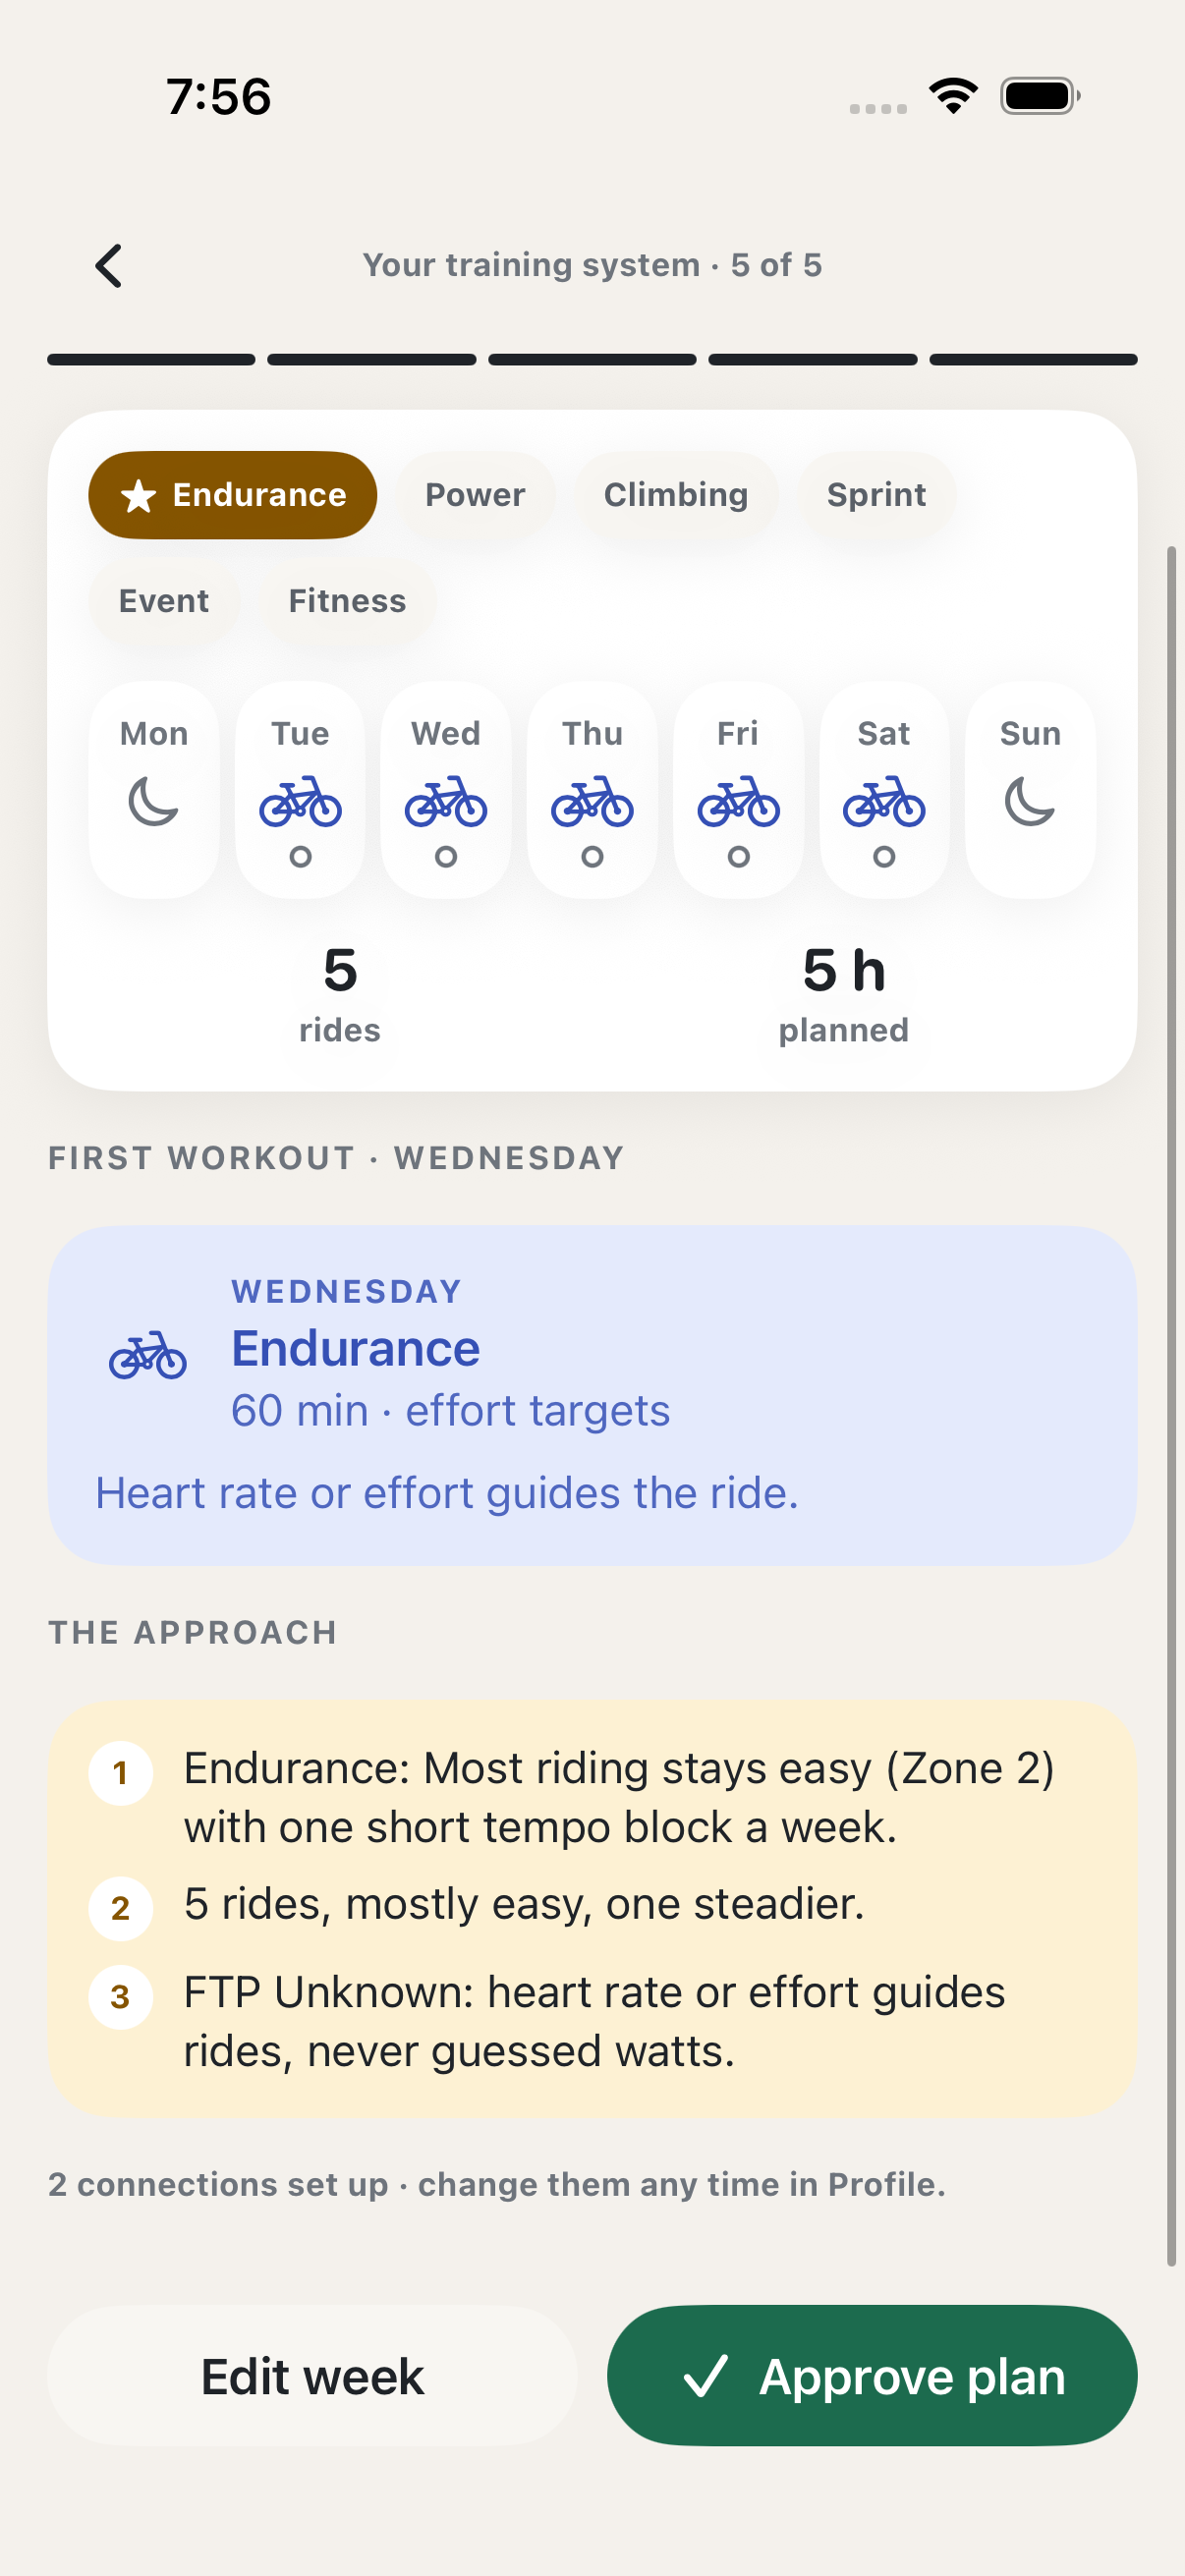 7:56
Your training system · 5 of 5
Endurance Power Climbing Sprint
Event Fitness
Mon Tue Wed Thu Fri Sat Sun
5 5 h
rides planned
FIRST WORKOUT · WEDNESDAY
WEDNESDAY
Endurance
60 min · effort targets
Heart rate or effort guides the ride.
THE APPROACH
1 Endurance: Most riding stays easy (Zone 2)
with one short tempo block a week.
2 5 rides, mostly easy, one steadier.
3 FTP Unknown: heart rate or effort guides
rides, never guessed watts.
2 connections set up · change them any time in Profile.
Edit week Approve plan